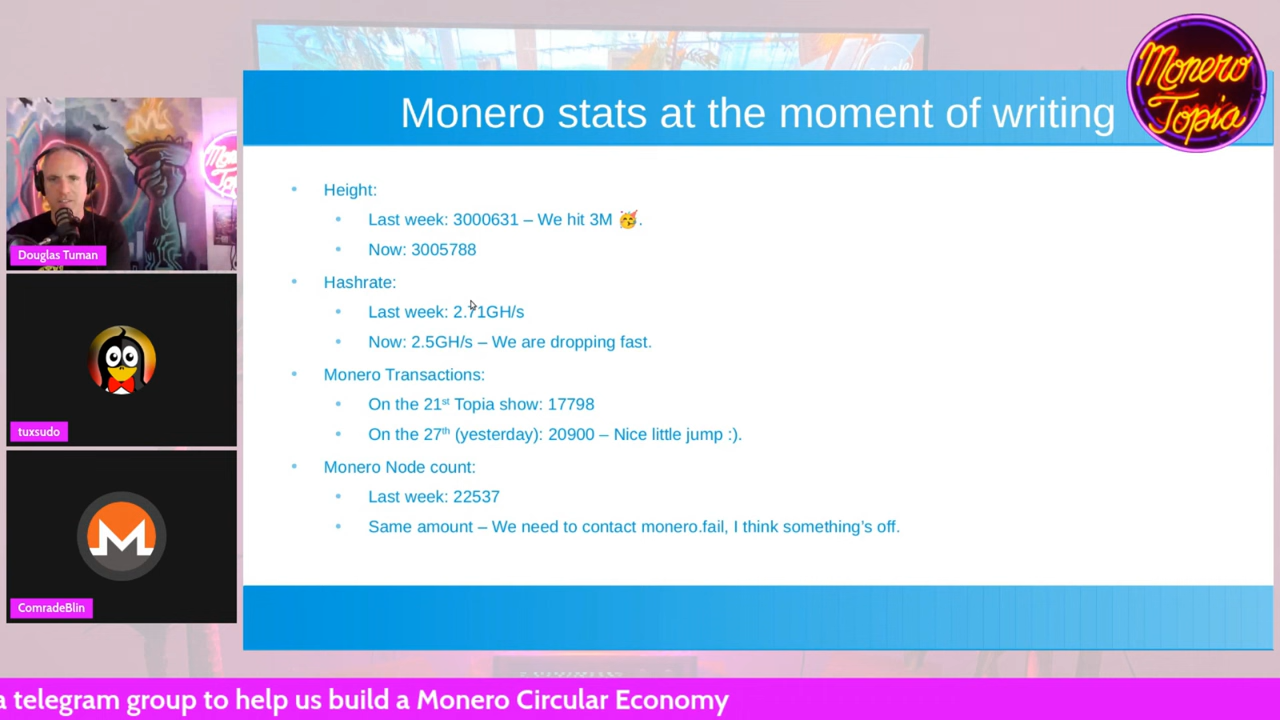 Monero stats at the moment of writing
Monero
Topia
• Height:
• Last week: 3000631 – We hit 3M 🥳.
• Now: 3005788
• Hashrate:
• Last week: 2.71GH/s
• Now: 2.5GH/s – We are dropping fast.
• Monero Transactions:
• On the 21st Topia show: 17798
• On the 27th (yesterday): 20900 – Nice little jump :).
• Monero Node count:
• Last week: 22537
• Same amount – We need to contact monero.fail, I think something's off.
Douglas Tuman
tuxsudo
ComradeBlin
a telegram group to help us build a Monero Circular Economy